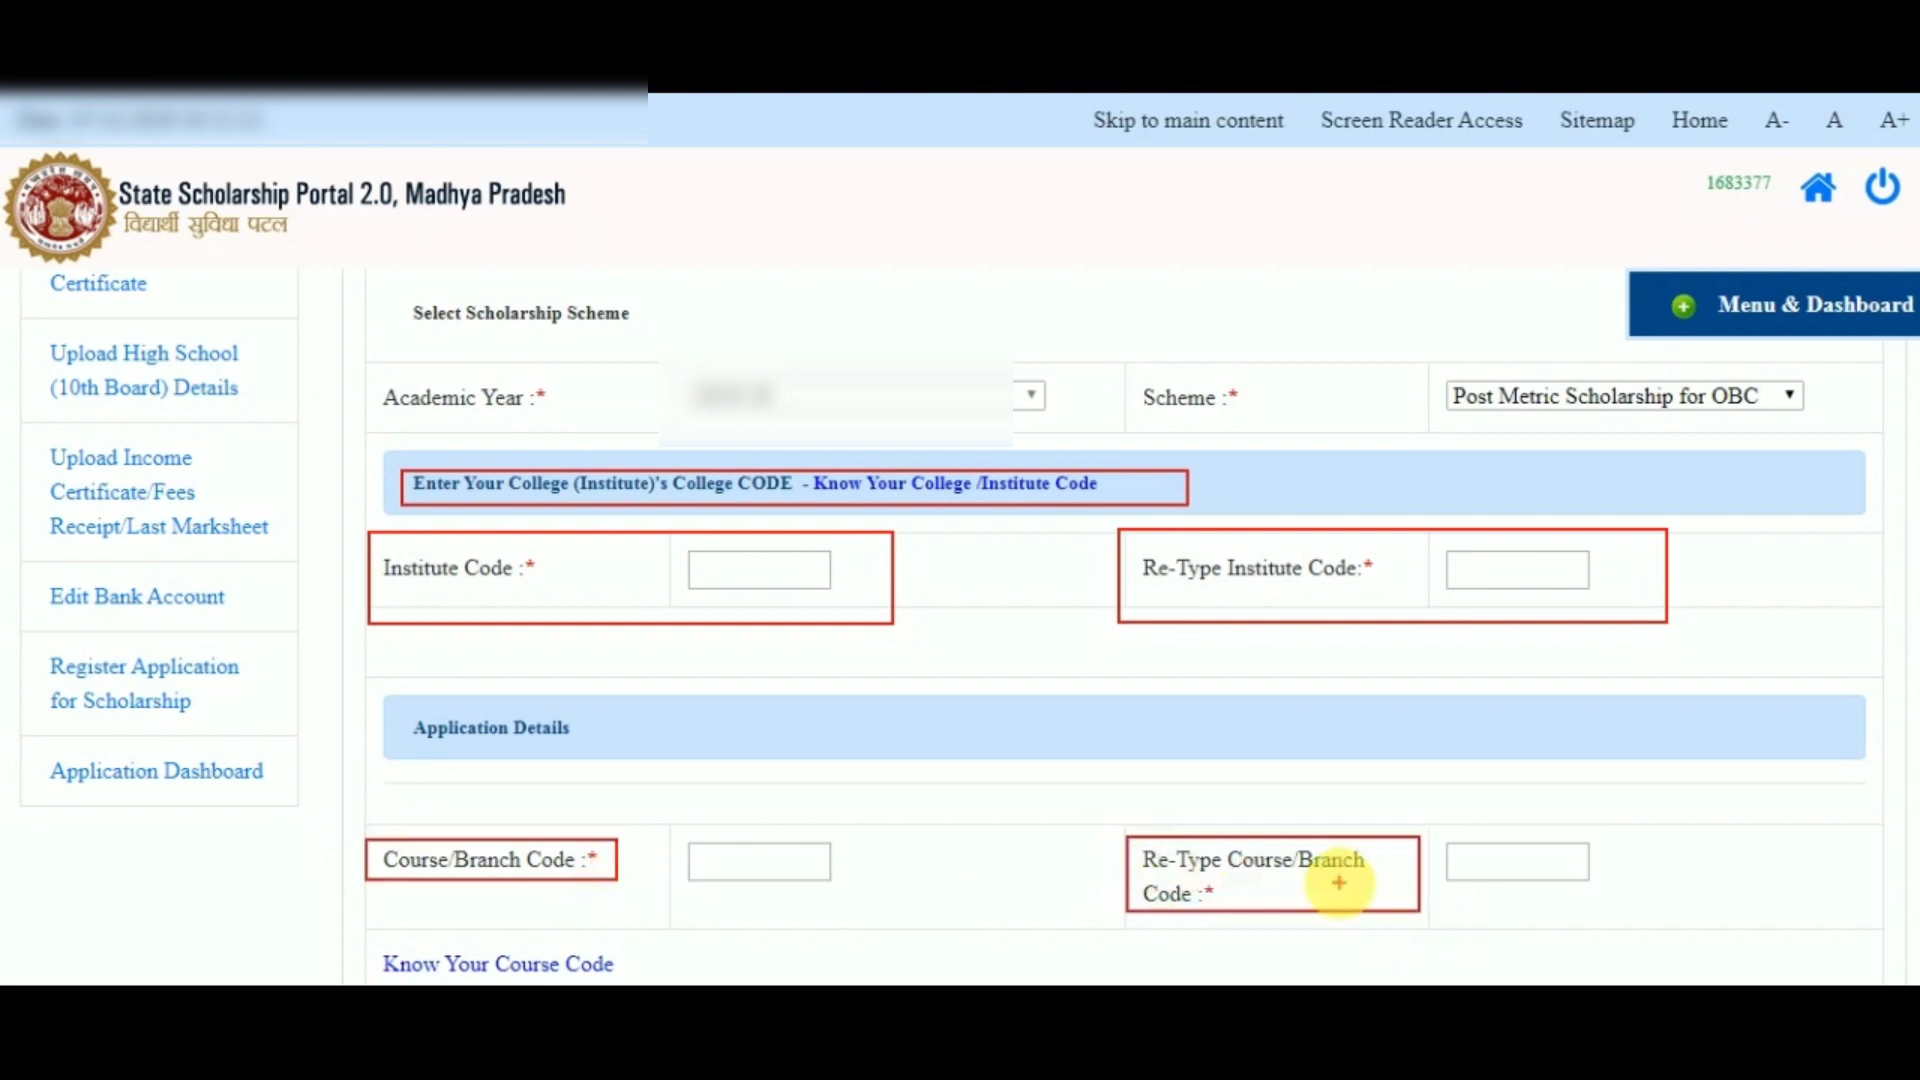 Skip to main content Screen Reader Access Sitemap Home A- A A+
State Scholarship Portal 2.0, Madhya Pradesh
विद्यार्थी सुविधा पटल
1683377
Certificate
Upload High School
(10th Board) Details
Upload Income
Certificate/Fees
Receipt/Last Marksheet
Edit Bank Account
Register Application
for Scholarship
Application Dashboard
Menu & Dashboard
Select Scholarship Scheme
Academic Year :*
Scheme :* Post Metric Scholarship for OBC
Enter Your College (Institute)'s College CODE - Know Your College /Institute Code
Institute Code :* Re-Type Institute Code:*
Application Details
Course/Branch Code :* Re-Type Course/Branch
Code :*
Know Your Course Code